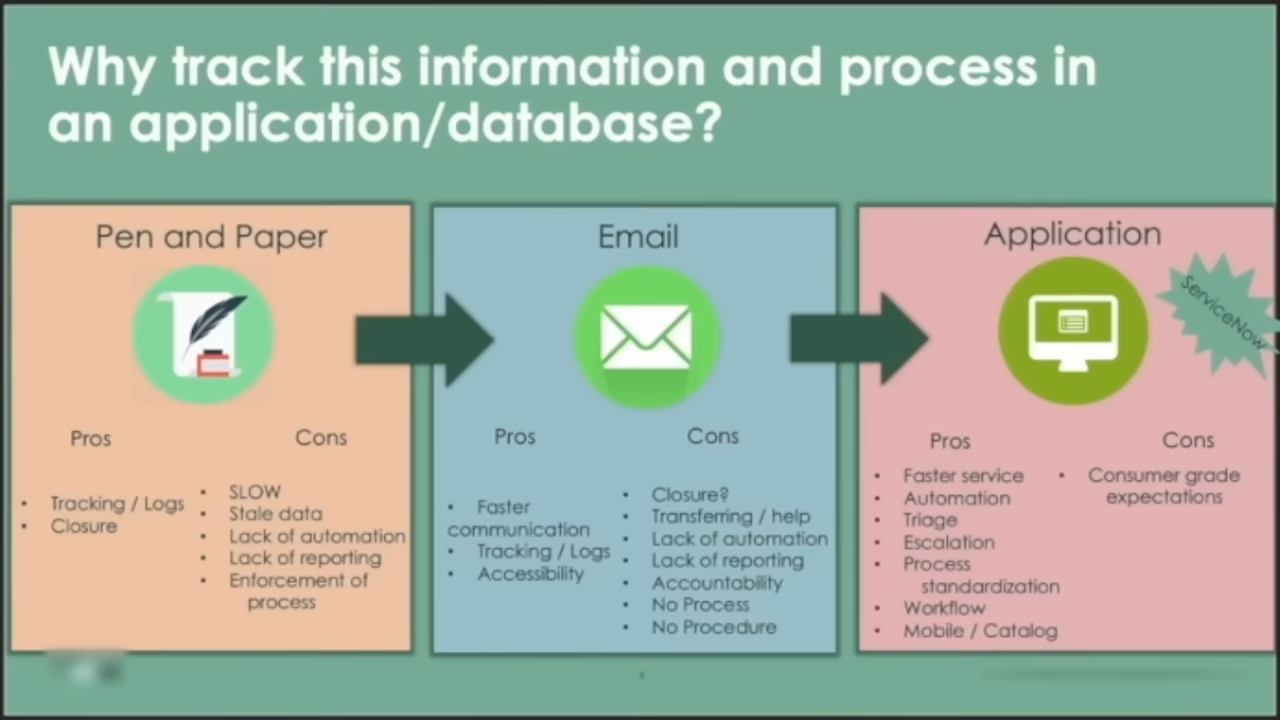 Why track this information and process in
an application/database?
Pen and Paper
Pros
• Tracking / Logs
• Closure
Cons
• SLOW
• Stale data
• Lack of automation
• Lack of reporting
• Enforcement of
process
Email
Pros
• Faster
communication
• Tracking / Logs
• Accessibility
Cons
• Closure?
• Transferring / help
• Lack of automation
• Lack of reporting
• Accountability
• No Process
• No Procedure
Application
ServiceNow
Pros
• Faster service
• Automation
• Triage
• Escalation
• Process
standardization
• Workflow
• Mobile / Catalog
Cons
• Consumer grade
expectations